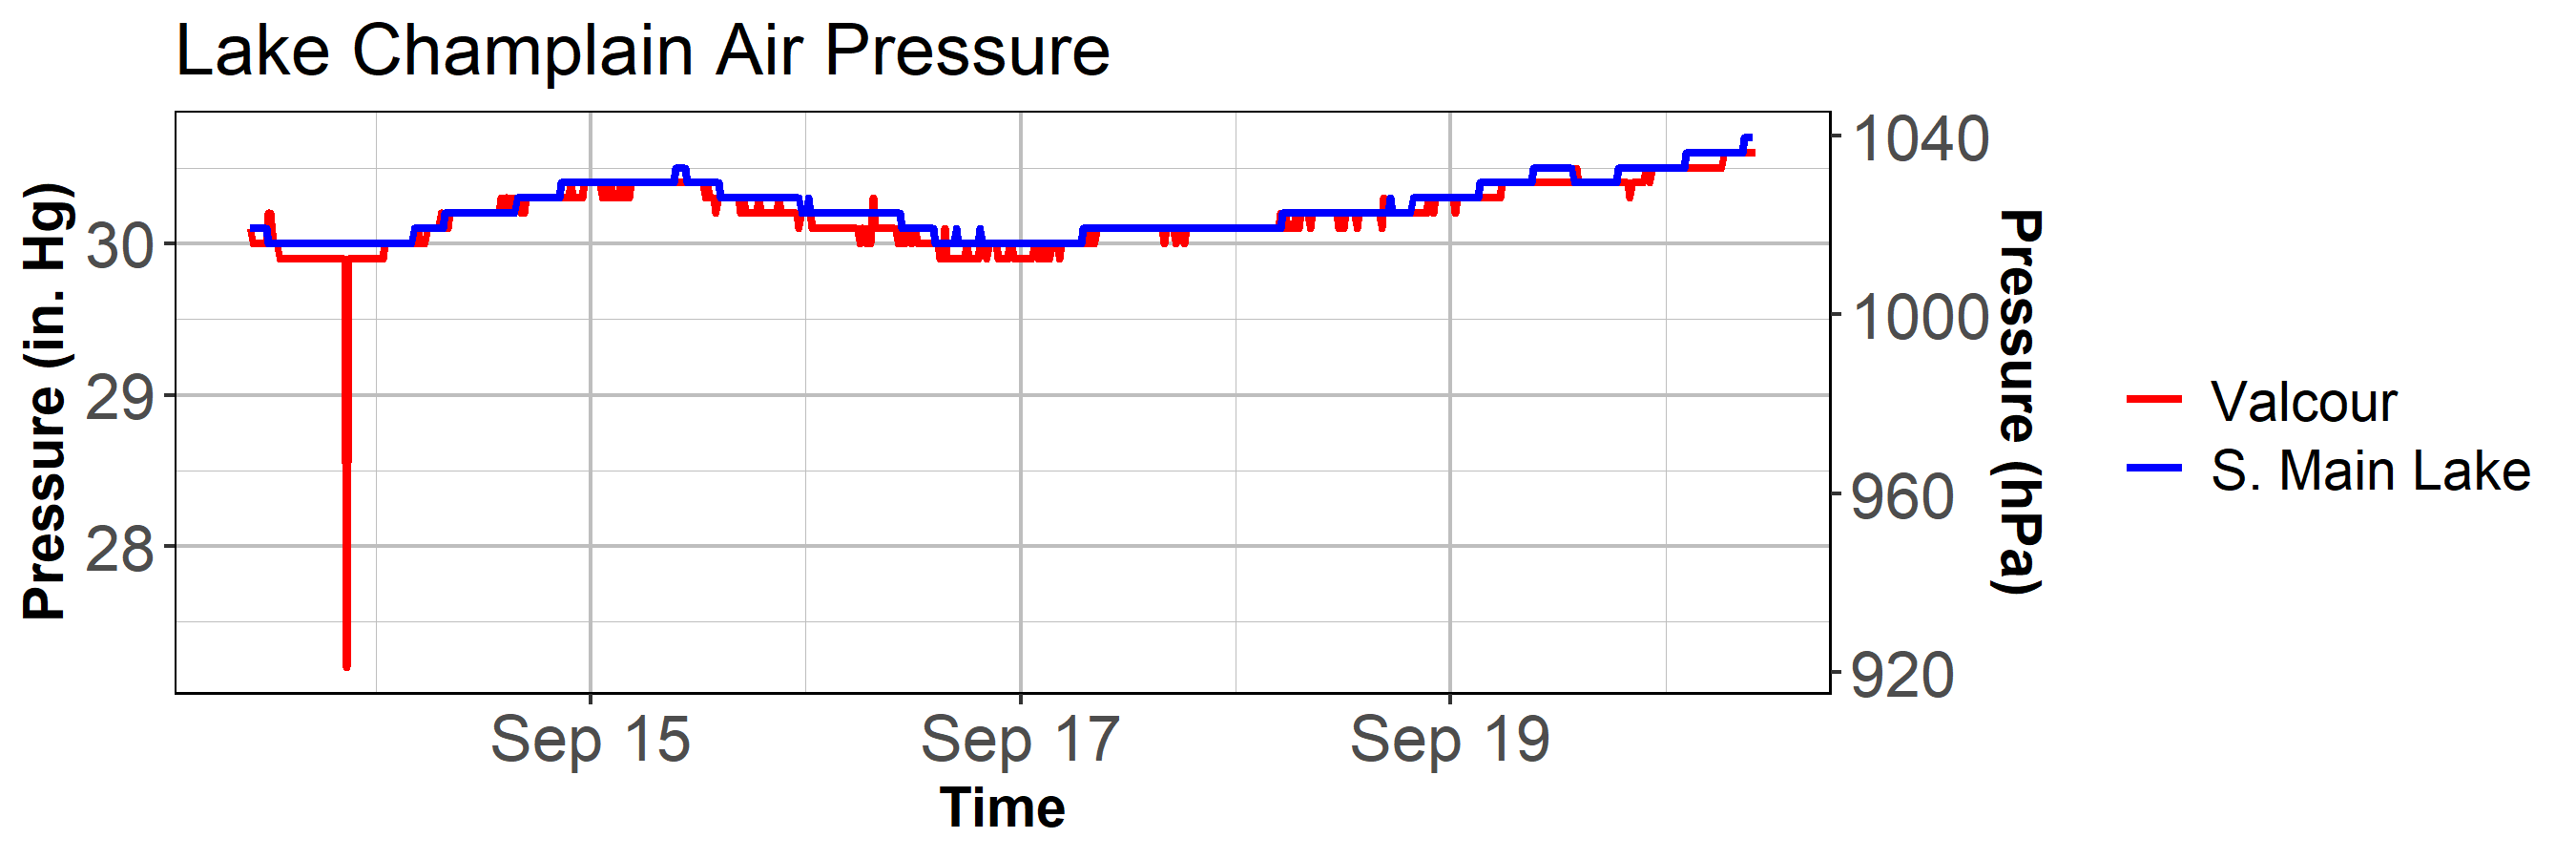 Lake Champlain Air Pressure
Pressure (in. Hg)
30
29
28
1040
1000
960
920
Pressure (hPa)
Sep 15 Sep 17 Sep 19
Time
Valcour
S. Main Lake